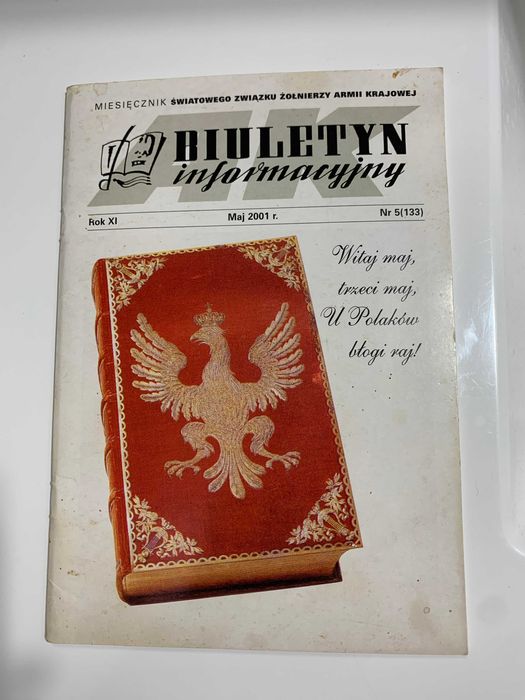 MIESIĘCZNIK ŚWIATOWEGO ZWIĄZKU ŻOŁNIERZY ARMII KRAJOWEJ
AK
BIULETYN
informacyjny
Rok XI Maj 2001 r. Nr 5(133)
Witaj maj,
trzeci maj,
U Polaków
błogi raj!